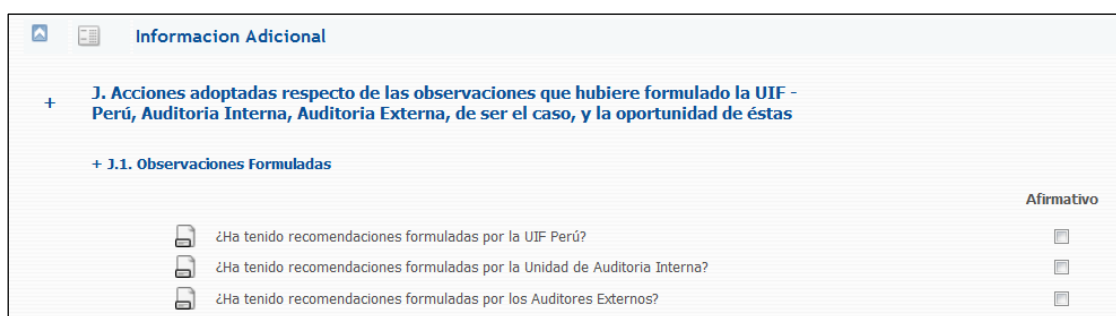 Informacion Adicional
+ J. Acciones adoptadas respecto de las observaciones que hubiere formulado la UIF -
Perú, Auditoria Interna, Auditoria Externa, de ser el caso, y la oportunidad de éstas
+ J.1. Observaciones Formuladas
Afirmativo
¿Ha tenido recomendaciones formuladas por la UIF Perú?
¿Ha tenido recomendaciones formuladas por la Unidad de Auditoria Interna?
¿Ha tenido recomendaciones formuladas por los Auditores Externos?